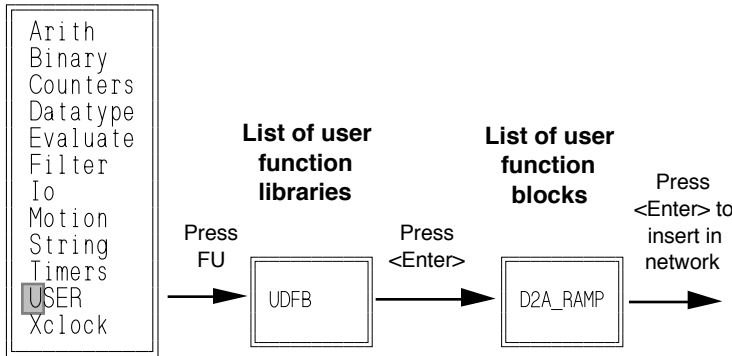 Arith
Binary
Counters
Datatype
Evaluate
Filter
Io
Motion
String
Timers
USER
Xclock
Press
FU
List of user
function
libraries
UDFB
Press
<Enter>
List of user
function
blocks
D2A_RAMP
Press
<Enter> to
insert in
network